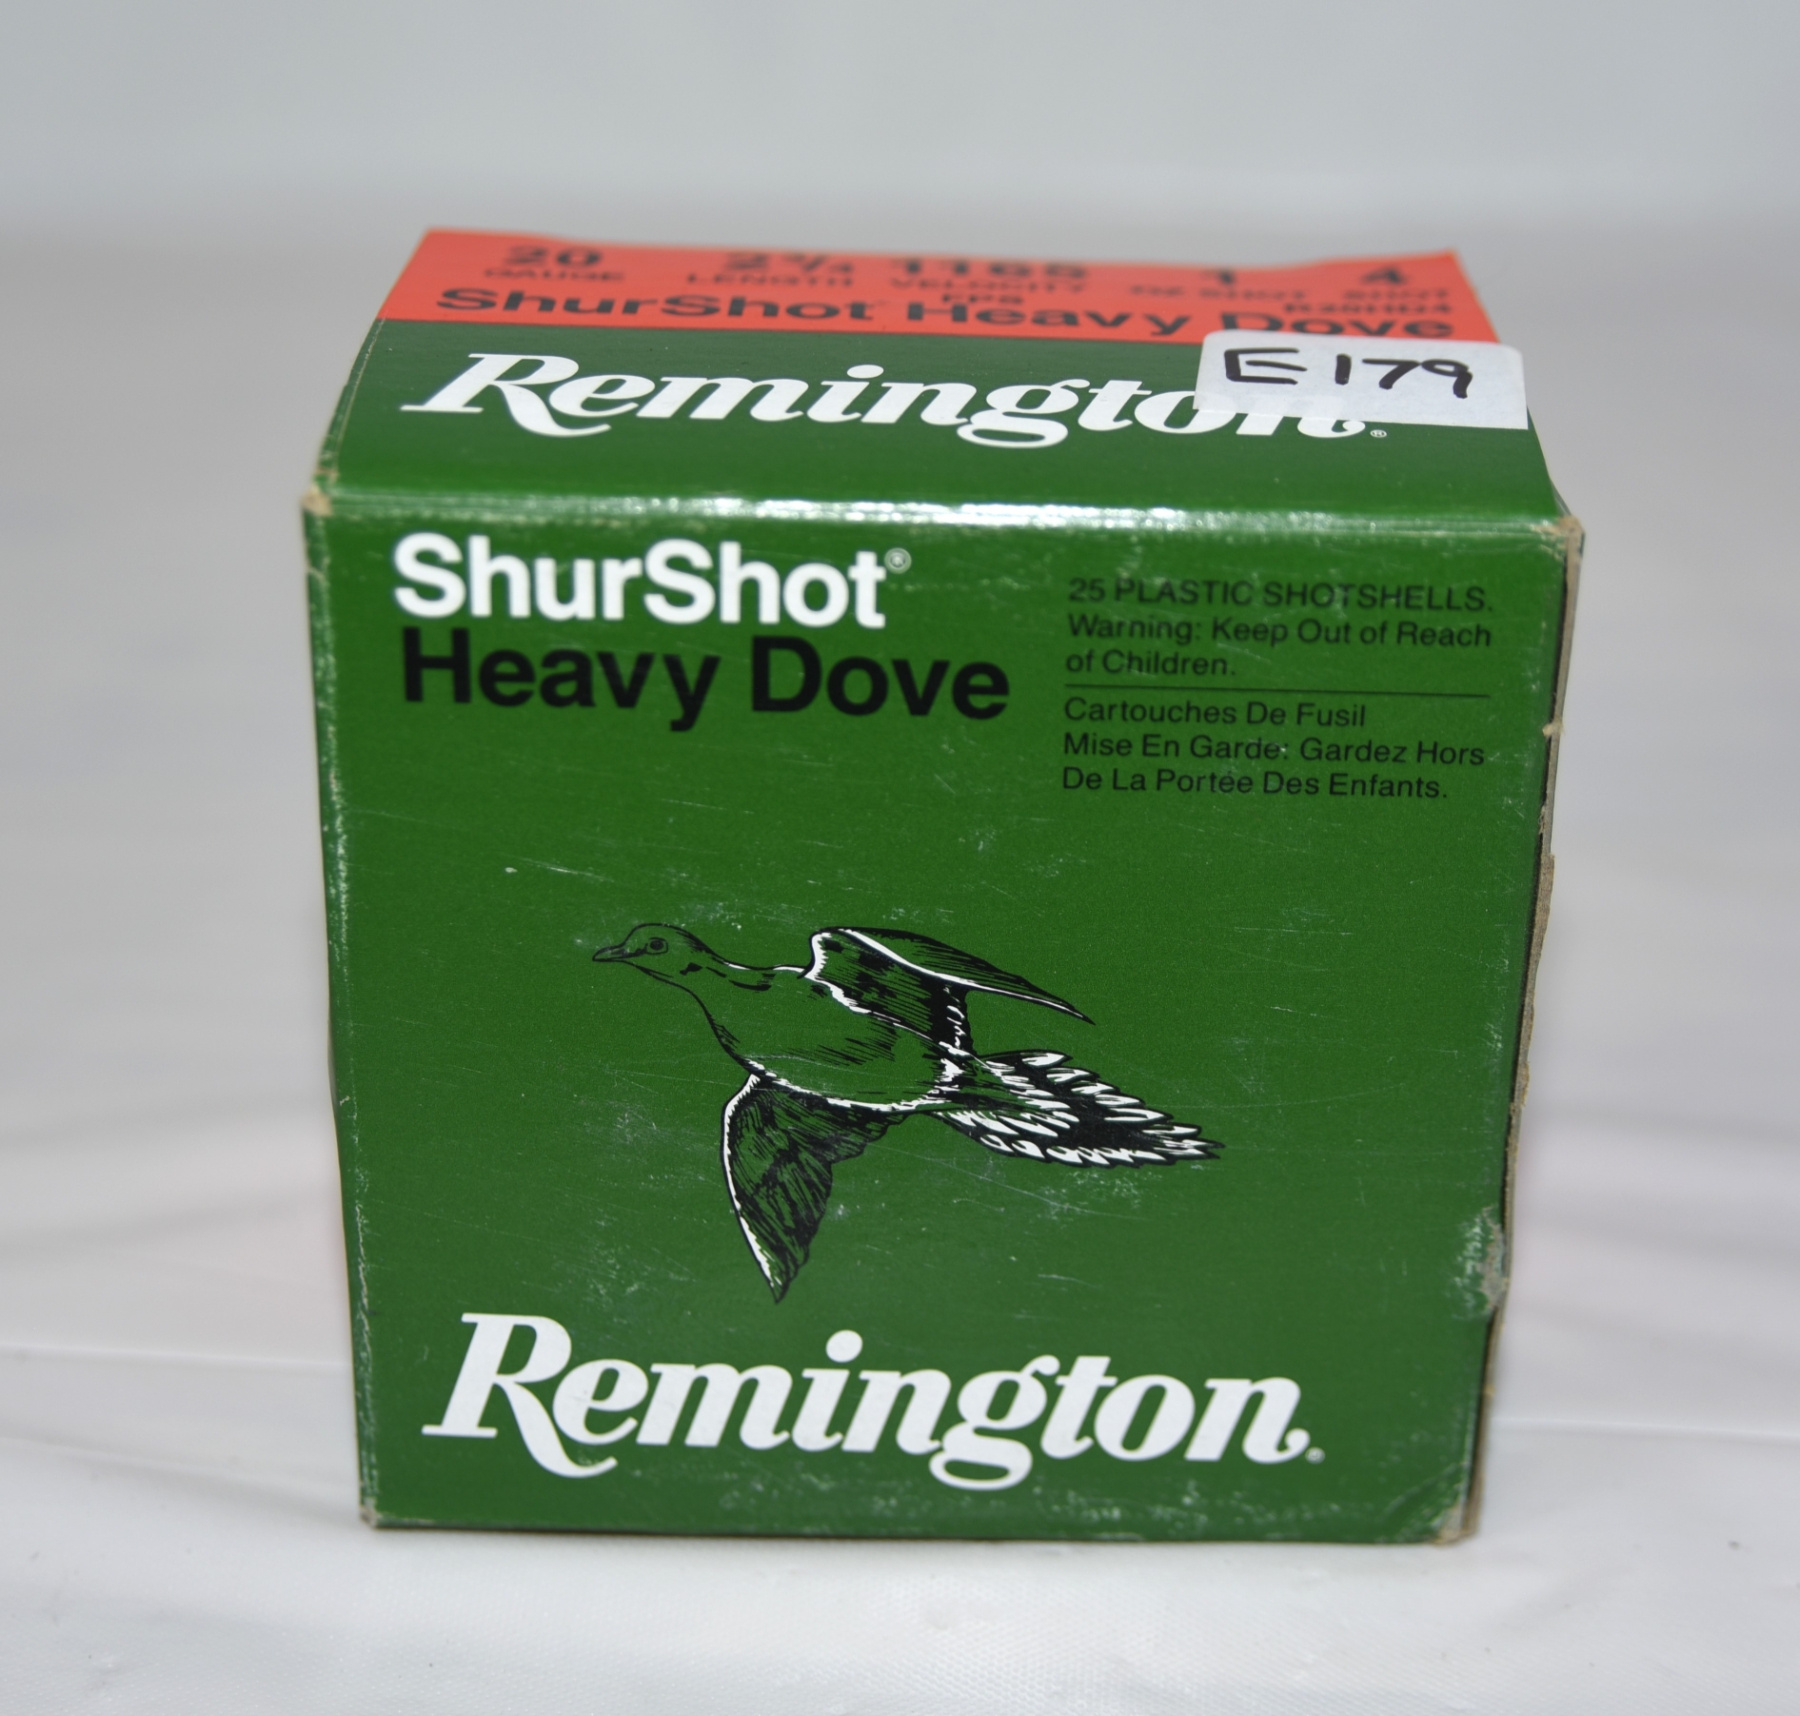 20 2¾ 1165 1 4
GAUGE LENGTH VELOCITY OZ SHOT SHOT
FPS
ShurShot Heavy Dove
Remington®
E179
ShurShot®
Heavy Dove
25 PLASTIC SHOTSHELLS.
Warning: Keep Out of Reach
of Children.
Cartouches De Fusil
Mise En Garde: Gardez Hors
De La Portée Des Enfants.
Remington®